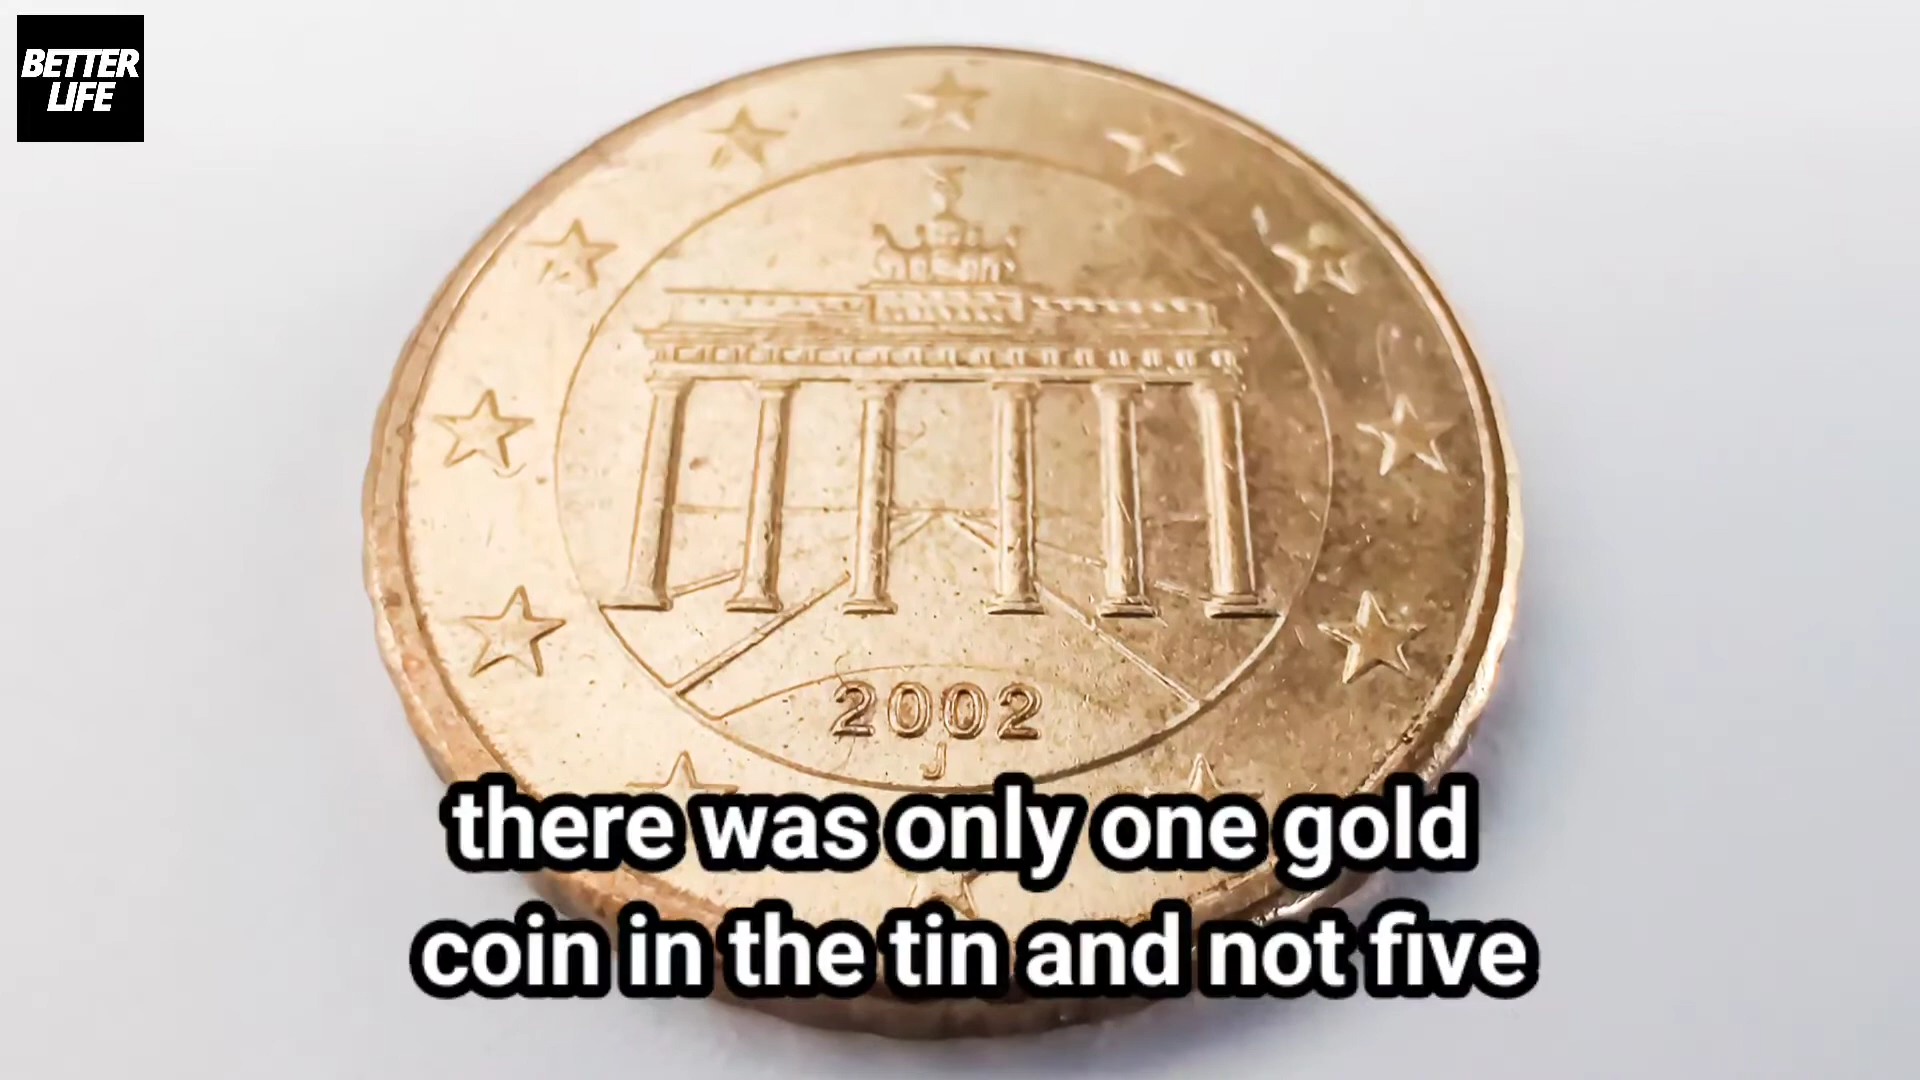 BETTER
LIFE
2002
J
there was only one gold
coin in the tin and not five